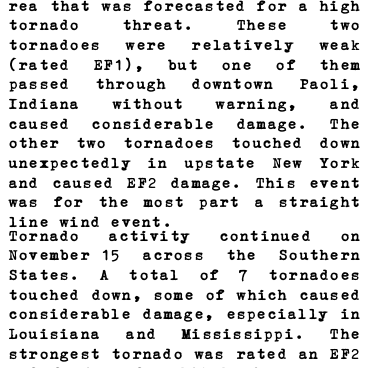 rea that was forecasted for a high
tornado threat. These two
tornadoes were relatively weak
(rated EF1), but one of them
passed through downtown Paoli,
Indiana without warning, and
caused considerable damage. The
other two tornadoes touched down
unexpectedly in upstate New York
and caused EF2 damage. This event
was for the most part a straight
line wind event.
Tornado activity continued on
November 15 across the Southern
States. A total of 7 tornadoes
touched down, some of which caused
considerable damage, especially in
Louisiana and Mississippi. The
strongest tornado was rated an EF2